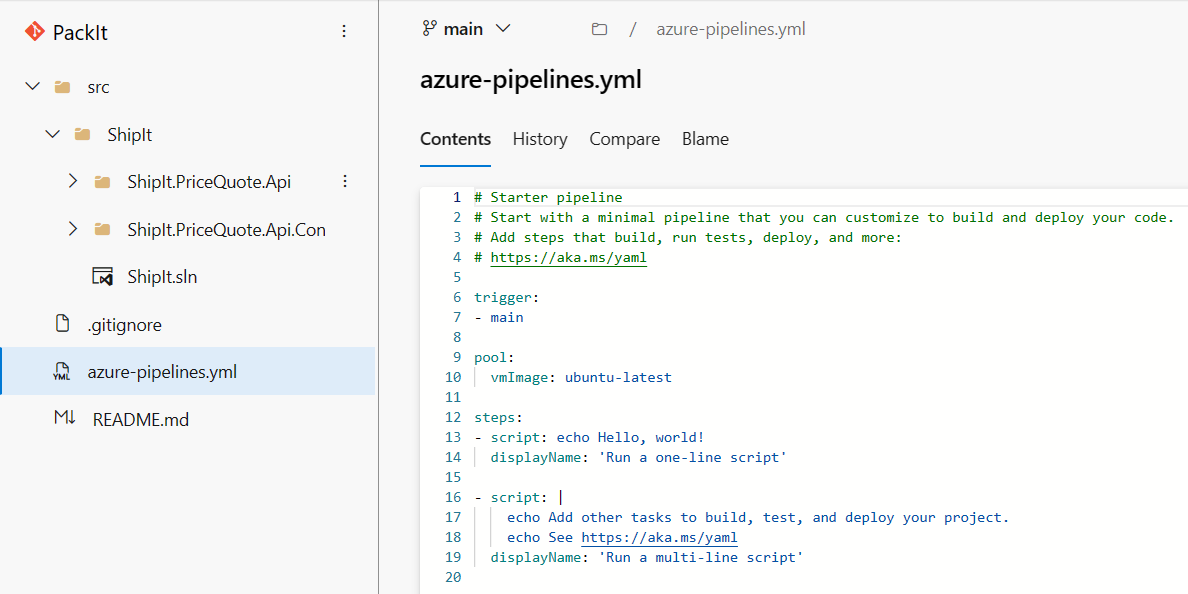 PackIt
src
ShipIt
ShipIt.PriceQuote.Api
ShipIt.PriceQuote.Api.Con
ShipIt.sln
.gitignore
YML azure-pipelines.yml
M↓ README.md
main / azure-pipelines.yml
azure-pipelines.yml
Contents History Compare Blame
1 # Starter pipeline
2 # Start with a minimal pipeline that you can customize to build and deploy your code.
3 # Add steps that build, run tests, deploy, and more:
4 # https://aka.ms/yaml
5
6 trigger:
7 - main
8
9 pool:
10   vmImage: ubuntu-latest
11
12 steps:
13 - script: echo Hello, world!
14   displayName: 'Run a one-line script'
15
16 - script: |
17     echo Add other tasks to build, test, and deploy your project.
18     echo See https://aka.ms/yaml
19   displayName: 'Run a multi-line script'
20